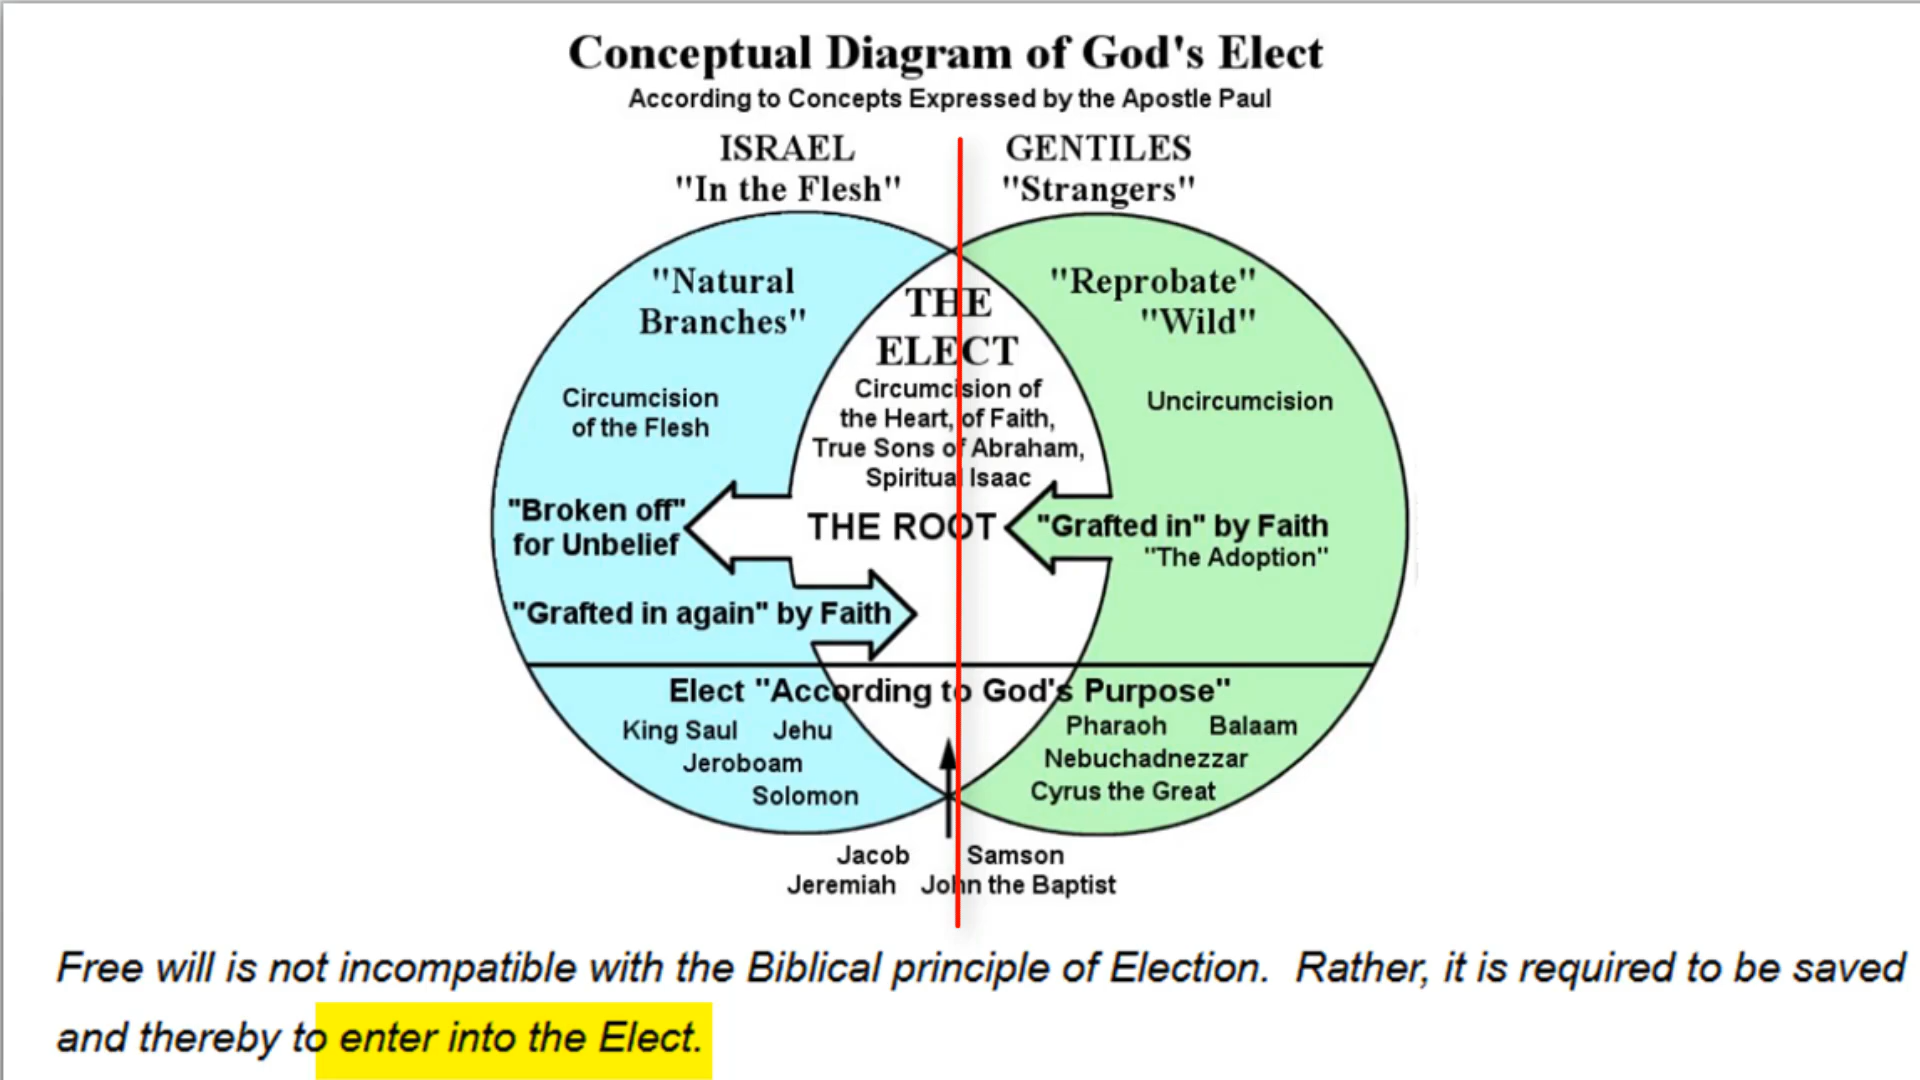 Conceptual Diagram of God's Elect
According to Concepts Expressed by the Apostle Paul
ISRAEL
"In the Flesh"
GENTILES
"Strangers"
"Natural
Branches"
Circumcision
of the Flesh
"Broken off"
for Unbelief
"Grafted in again" by Faith
THE
ELECT
Circumcision of
the Heart, of Faith,
True Sons of Abraham,
Spiritual Isaac
THE ROOT
"Reprobate"
"Wild"
Uncircumcision
"Grafted in" by Faith
"The Adoption"
Elect "According to God's Purpose"
King Saul Jehu
Jeroboam
Solomon
Pharaoh Balaam
Nebuchadnezzar
Cyrus the Great
Jacob Samson
Jeremiah John the Baptist
Free will is not incompatible with the Biblical principle of Election. Rather, it is required to be saved
and thereby to enter into the Elect.